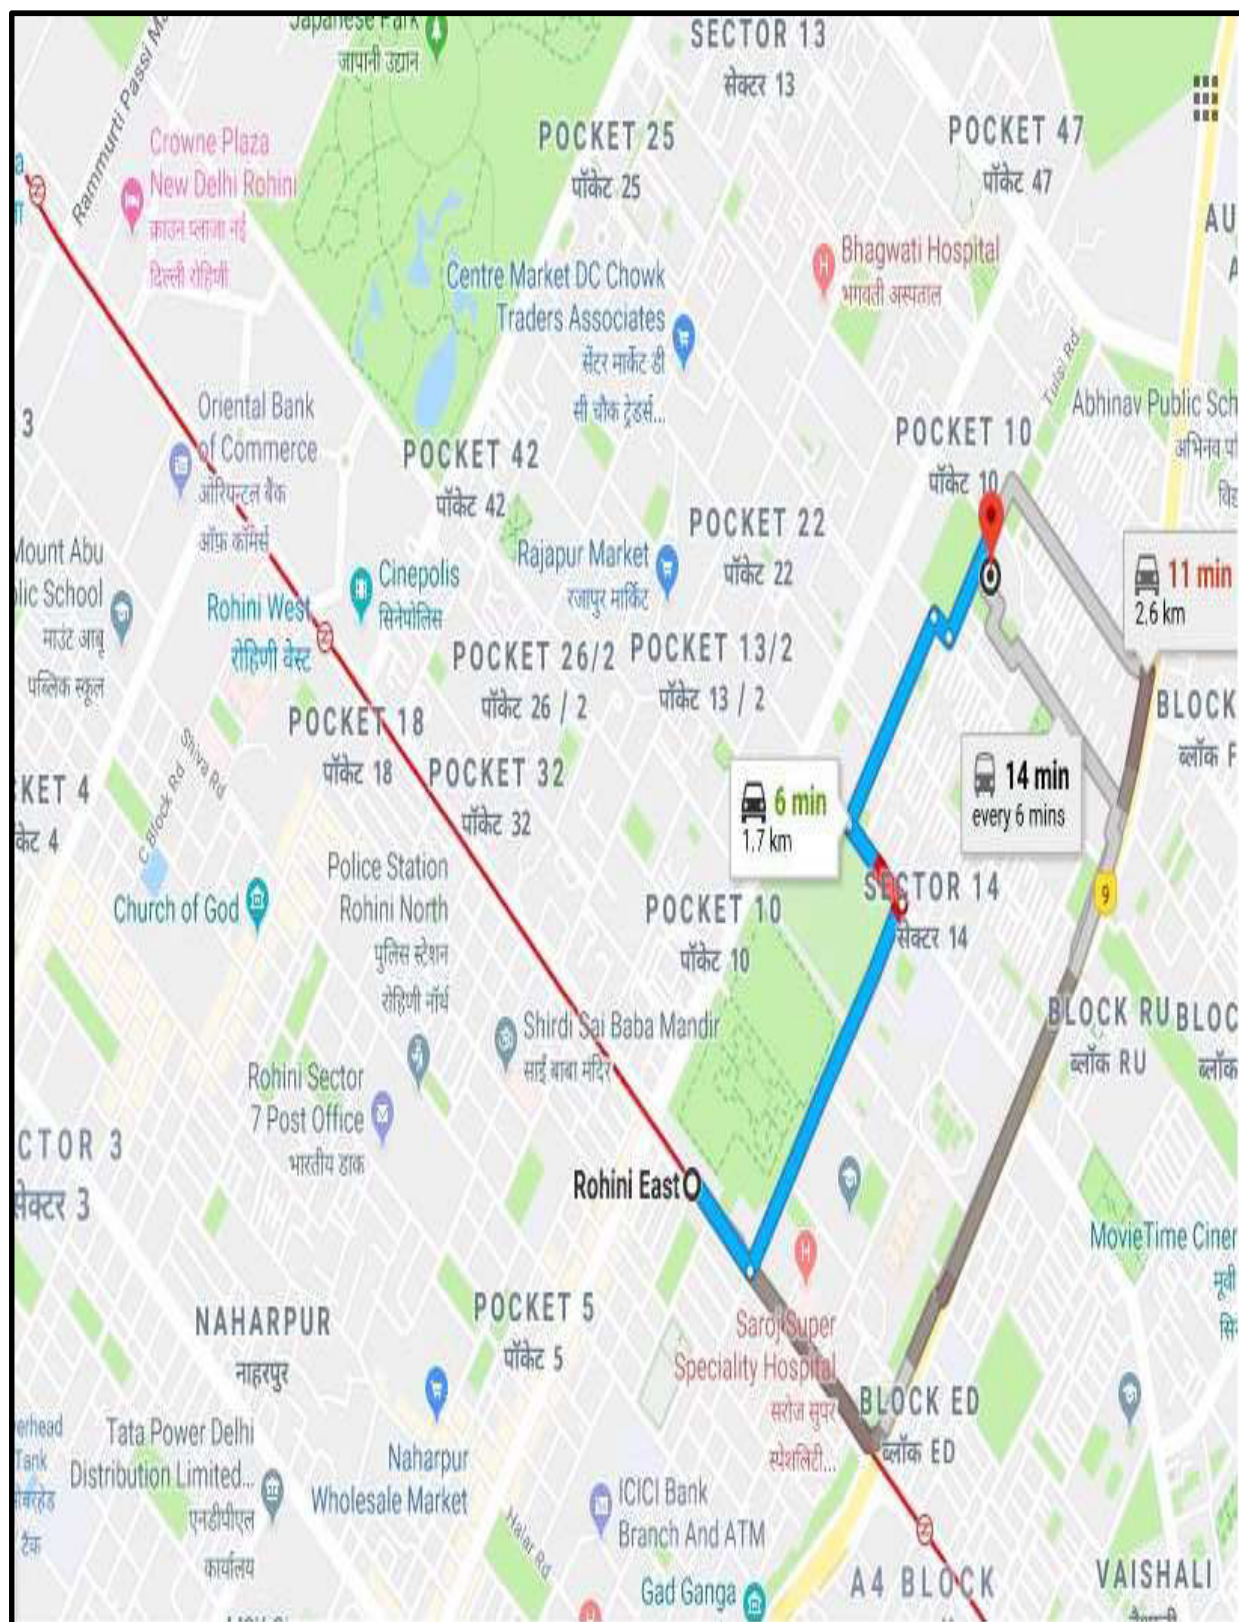 Japanese Park
जापानी उद्यान
Rammurti Passi
SECTOR 13
सेक्टर 13
Crowne Plaza
New Delhi Rohini
क्राउन प्लाजा नई
दिल्ली रोहिणी
POCKET 25
पॉकेट 25
POCKET 47
पॉकेट 47
AU
Bhagwati Hospital
भगवती अस्पताल
Centre Market DC Chowk
Traders Associates
सेंटर मार्केट डी
सी चौक ट्रेडर्स...
Tulsi Rd
Oriental Bank
of Commerce
ओरिएन्टल बैंक
ऑफ़ कॉमर्स
3
POCKET 42
पॉकेट 42
POCKET 10
पॉकेट 10
Abhinav Public Sch
अभिनव
POCKET 22
पॉकेट 22
Rajapur Market
रजापुर मार्किट
Mount Abu
lic School
माउंट आबू
पब्लिक स्कूल
Cinepolis
सिनेपोलिस
Rohini West
रोहिणी वेस्ट
11 min
2.6 km
POCKET 26/2
पॉकेट 26 / 2
POCKET 13/2
पॉकेट 13 / 2
BLOCK
ब्लॉक F
POCKET 18
पॉकेट 18
Shiva Rd
C Block Rd
POCKET 32
पॉकेट 32
KET 4
केट 4
6 min
1.7 km
14 min
every 6 mins
Police Station
Rohini North
पुलिस स्टेशन
रोहिणी नॉर्थ
Church of God
SECTOR 14
सेक्टर 14
9
POCKET 10
पॉकेट 10
BLOCK RU
ब्लॉक RU
BLOC
ब्लॉक
Shirdi Sai Baba Mandir
साईं बाबा मंदिर
Rohini Sector
7 Post Office
भारतीय डाक
CTOR 3
सेक्टर 3
Rohini East
MovieTime Ciner
मूवी
NAHARPUR
नाहरपुर
POCKET 5
पॉकेट 5
Saroj Super
Speciality Hospital
सरोज सुपर
स्पेशलिटी...
BLOCK ED
ब्लॉक ED
verhead
Tank
टैंक
Tata Power Delhi
Distribution Limited...
एनडीपीएल
कार्यालय
Naharpur
Wholesale Market
Halar Rd
ICICI Bank
Branch And ATM
Gad Ganga
A4 BLOCK
VAISHALI